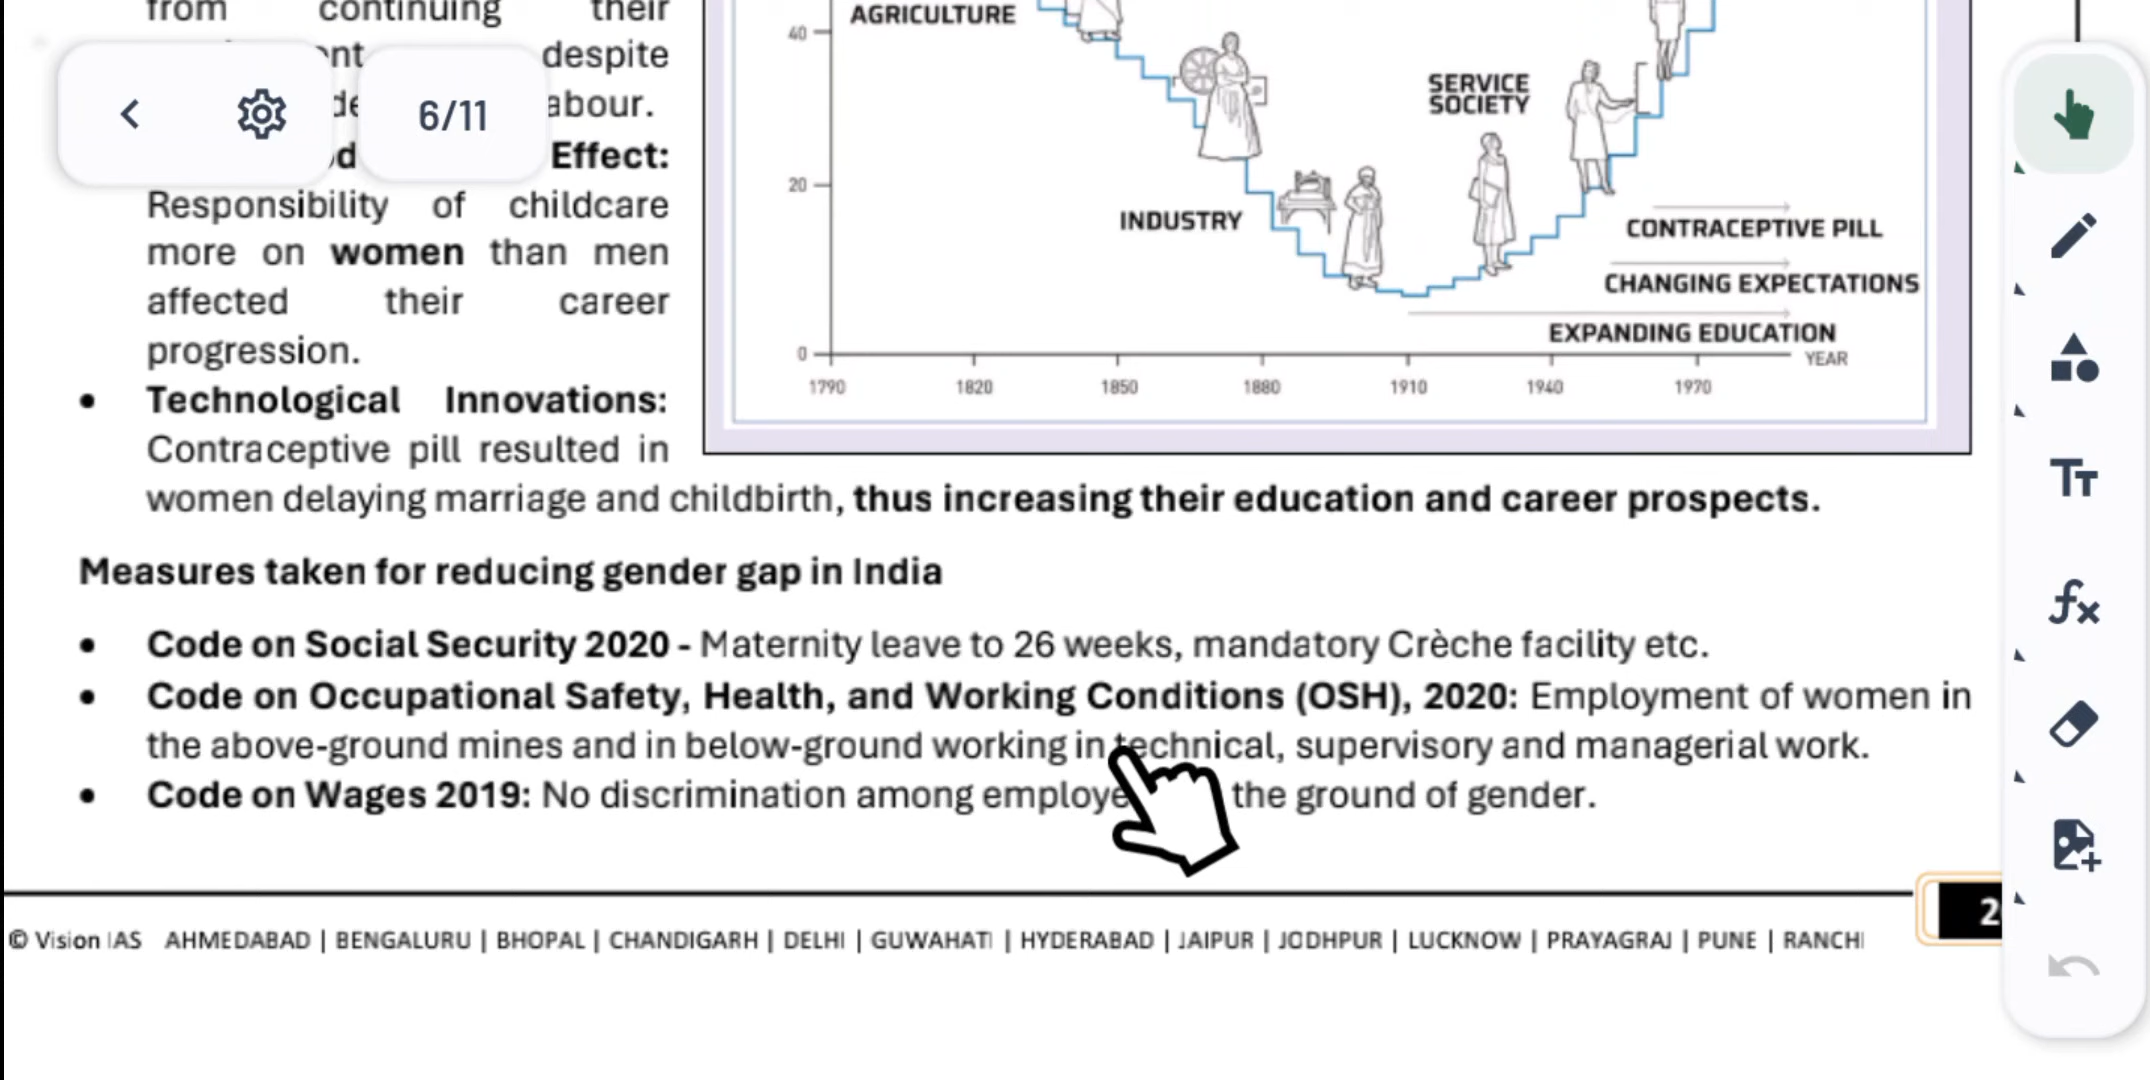 from continuing their
despite
abour.
Effect:
Responsibility of childcare
more on women than men
affected their career
progression.
• Technological Innovations:
Contraceptive pill resulted in
women delaying marriage and childbirth, thus increasing their education and career prospects.
6/11
40
AGRICULTURE
20
INDUSTRY
SERVICE
SOCIETY
CONTRACEPTIVE PILL
CHANGING EXPECTATIONS
EXPANDING EDUCATION
0
YEAR
1790 1820 1850 1880 1910 1940 1970
Measures taken for reducing gender gap in India
• Code on Social Security 2020 - Maternity leave to 26 weeks, mandatory Crèche facility etc.
• Code on Occupational Safety, Health, and Working Conditions (OSH), 2020: Employment of women in
the above-ground mines and in below-ground working in technical, supervisory and managerial work.
• Code on Wages 2019: No discrimination among employe the ground of gender.
2
© Vision IAS AHMEDABAD | BENGALURU | BHOPAL | CHANDIGARH | DELHI | GUWAHATI | HYDERABAD | JAIPUR | JODHPUR | LUCKNOW | PRAYAGRAJ | PUNE | RANCHI
Tт
fx